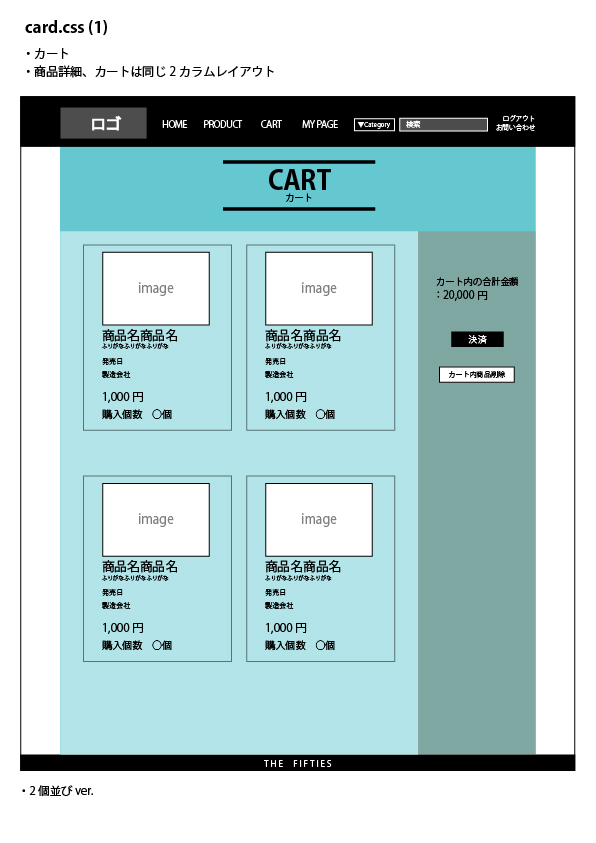 card.css (1)
・カート
・商品詳細、カートは同じ2カラムレイアウト
ロゴ HOME PRODUCT CART MY PAGE ▼Category 検索 ログアウト
お問い合わせ
CART
カート
image image
商品名商品名 商品名商品名
ふりがなふりがなふりがな ふりがなふりがなふりがな
発売日 発売日
製造会社 製造会社
1,000 円 1,000 円
購入個数 〇個 購入個数 〇個
カート内の合計金額
：20,000 円
決済
カート内商品削除
image image
商品名商品名 商品名商品名
ふりがなふりがなふりがな ふりがなふりがなふりがな
発売日 発売日
製造会社 製造会社
1,000 円 1,000 円
購入個数 〇個 購入個数 〇個
THE FIFTIES
・2個並び ver.